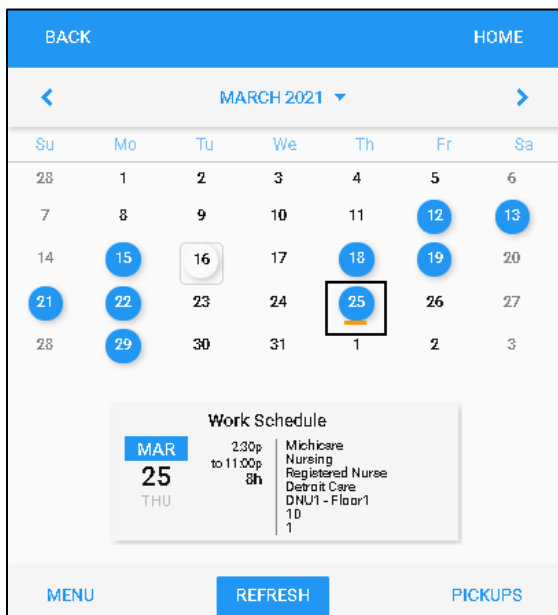 BACK HOME
MARCH 2021
Su Mo Tu We Th Fr Sa
28 1 2 3 4 5 6
7 8 9 10 11 12 13
14 15 16 17 18 19 20
21 22 23 24 25 26 27
28 29 30 31 1 2 3
Work Schedule
MAR
25
THU
2:30p
to 11:00p
8h
Michicare
Nursing
Registered Nurse
Detroit Care
DNU1 - Floor1
10
1
MENU REFRESH PICKUPS